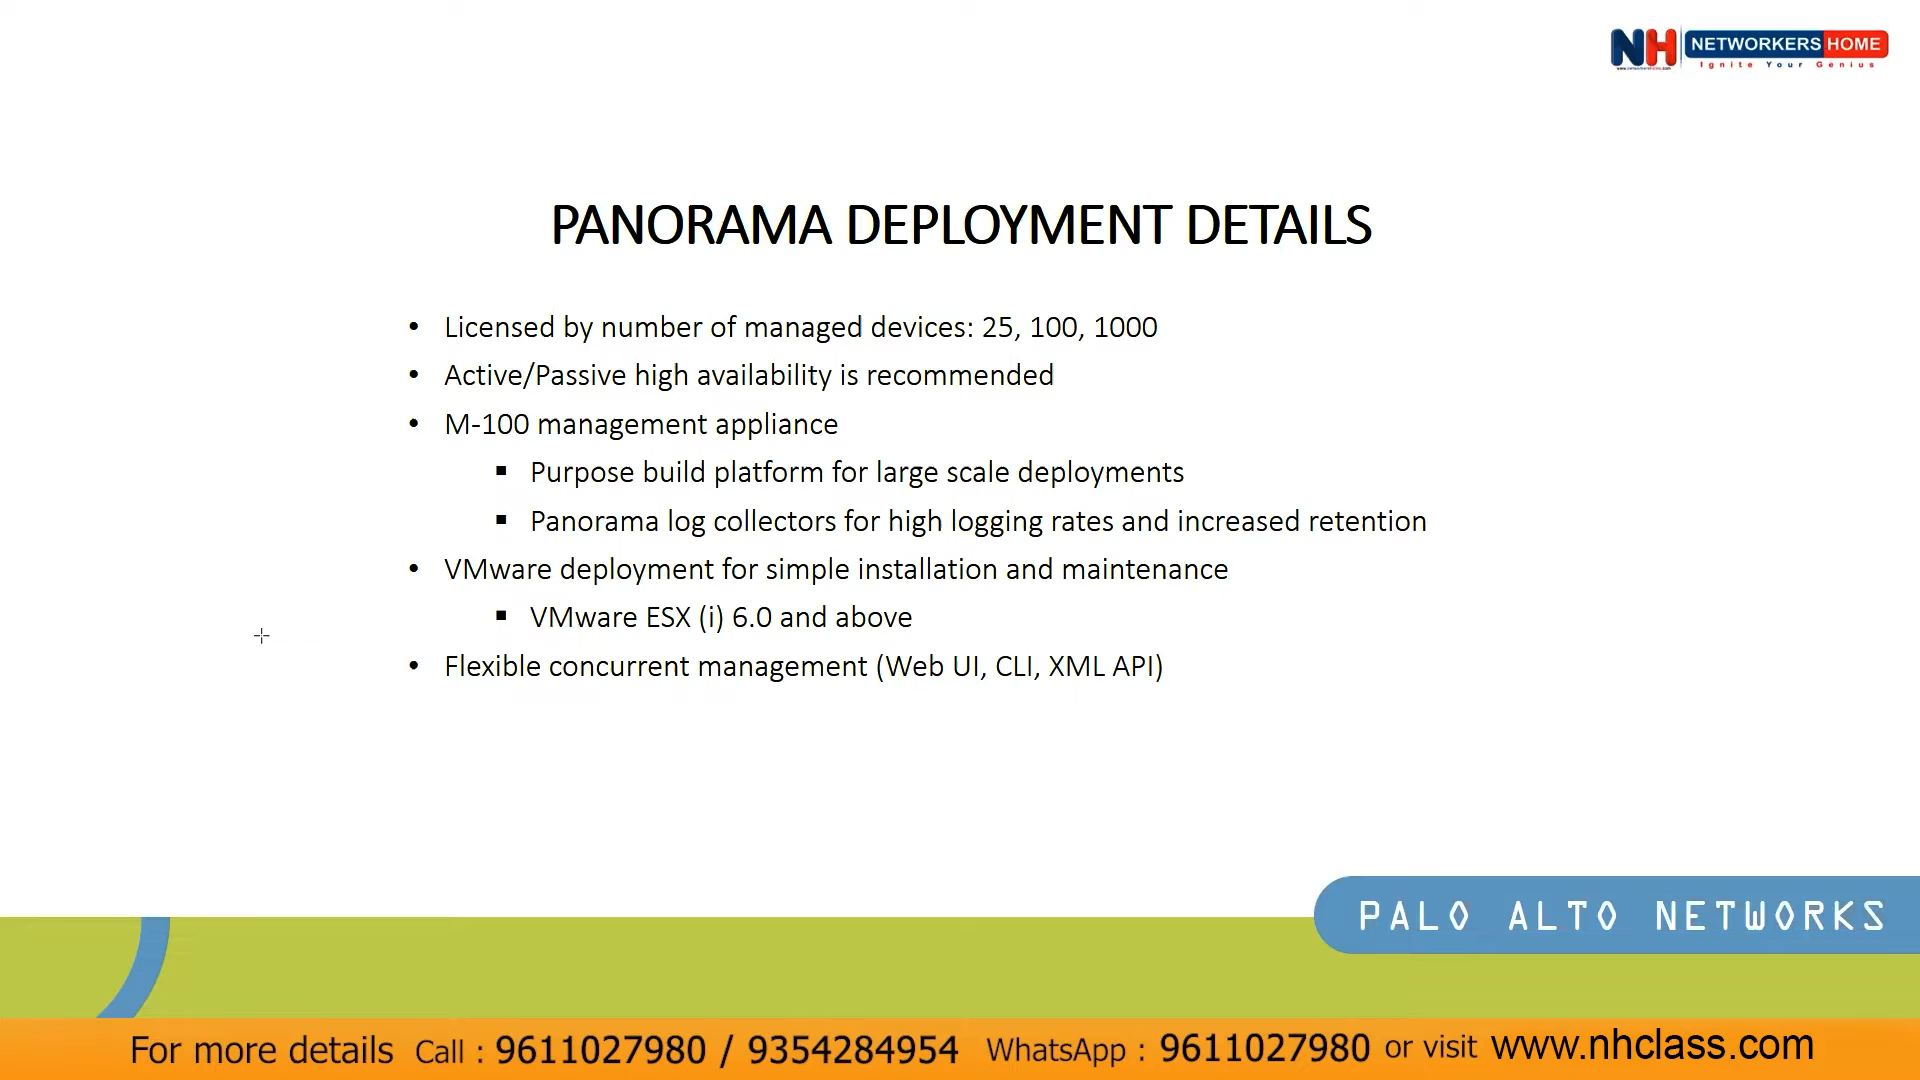 NH NETWORKERS HOME
Ignite Your Genius
PANORAMA DEPLOYMENT DETAILS
• Licensed by number of managed devices: 25, 100, 1000
• Active/Passive high availability is recommended
• M-100 management appliance
▪ Purpose build platform for large scale deployments
▪ Panorama log collectors for high logging rates and increased retention
• VMware deployment for simple installation and maintenance
▪ VMware ESX (i) 6.0 and above
• Flexible concurrent management (Web UI, CLI, XML API)
PALO ALTO NETWORKS
For more details Call : 9611027980 / 9354284954 WhatsApp : 9611027980 or visit www.nhclass.com